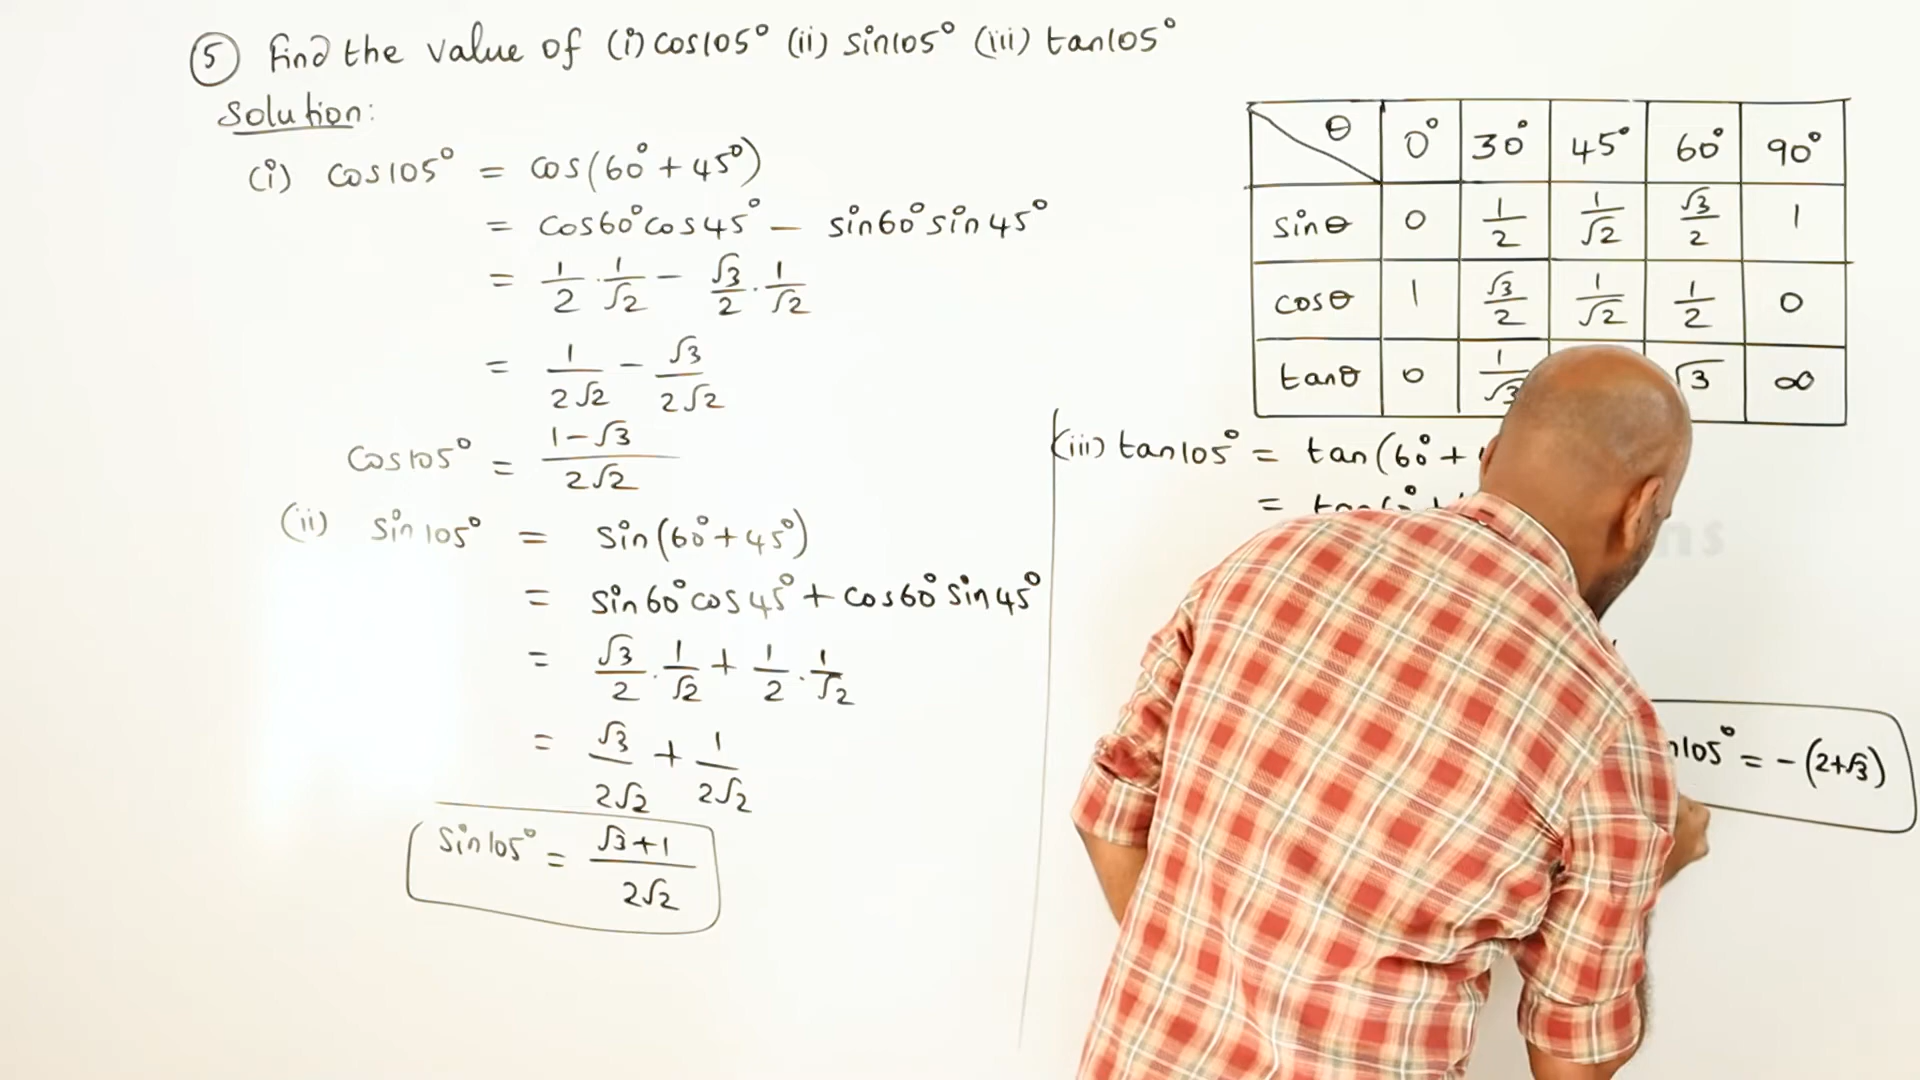 (5) Find the value of (i) cos105° (ii) sin105° (iii) tan105°
Solution:
(i) cos105° = cos(60° + 45°)
= cos60°cos45° - sin60°sin45°
= 1/2 . 1/√2 - √3/2 . 1/√2
= 1/2√2 - √3/2√2
cos105° = 1-√3/2√2
(ii) sin105° = sin(60° + 45°)
= sin60°cos45° + cos60°sin45°
= √3/2 . 1/√2 + 1/2 . 1/√2
= √3/2√2 + 1/2√2
sin105° = √3+1/2√2
θ 0° 30° 45° 60° 90°
sinθ 0 1/2 1/√2 √3/2 1
cosθ 1 √3/2 1/√2 1/2 0
tanθ 0 1/√3 √3 ∞
(iii) tan105° = tan(60° +
=
105° = -(2+√3)